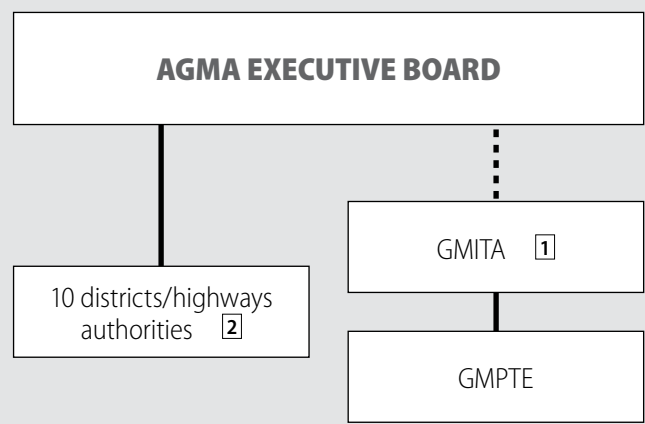 AGMA EXECUTIVE BOARD
GMITA 1
10 districts/highways
authorities 2
GMPTE